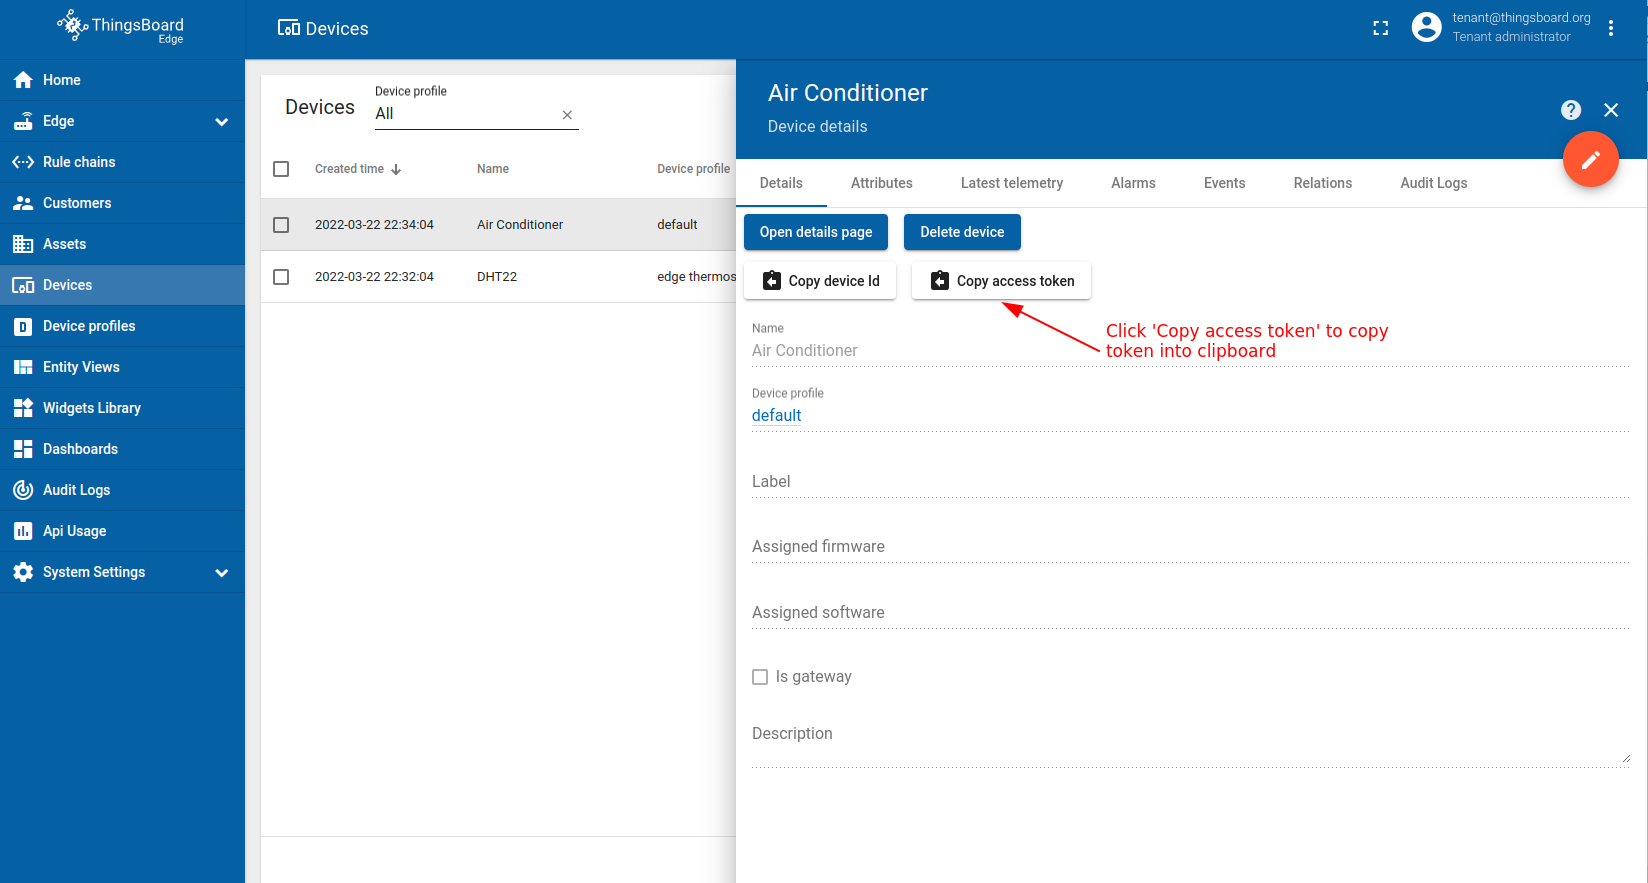 ThingsBoard
Edge
Home
Edge
Rule chains
Customers
Assets
Devices
Device profiles
Entity Views
Widgets Library
Dashboards
Audit Logs
Api Usage
System Settings
Devices
tenant@thingsboard.org
Tenant administrator
Devices
Device profile
All
Created time
Name
Device profile
2022-03-22 22:34:04 Air Conditioner default
2022-03-22 22:32:04 DHT22 edge thermos
Air Conditioner
Device details
Details Attributes Latest telemetry Alarms Events Relations Audit Logs
Open details page Delete device
Copy device Id Copy access token
Click 'Copy access token' to copy
token into clipboard
Name
Air Conditioner
Device profile
default
Label
Assigned firmware
Assigned software
Is gateway
Description